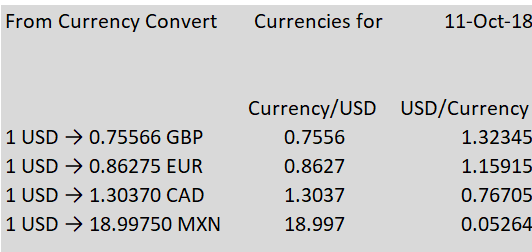 From Currency Convert Currencies for 11-Oct-18
Currency/USD USD/Currency
1 USD → 0.75566 GBP 0.7556 1.32345
1 USD → 0.86275 EUR 0.8627 1.15915
1 USD → 1.30370 CAD 1.3037 0.76705
1 USD → 18.99750 MXN 18.997 0.05264